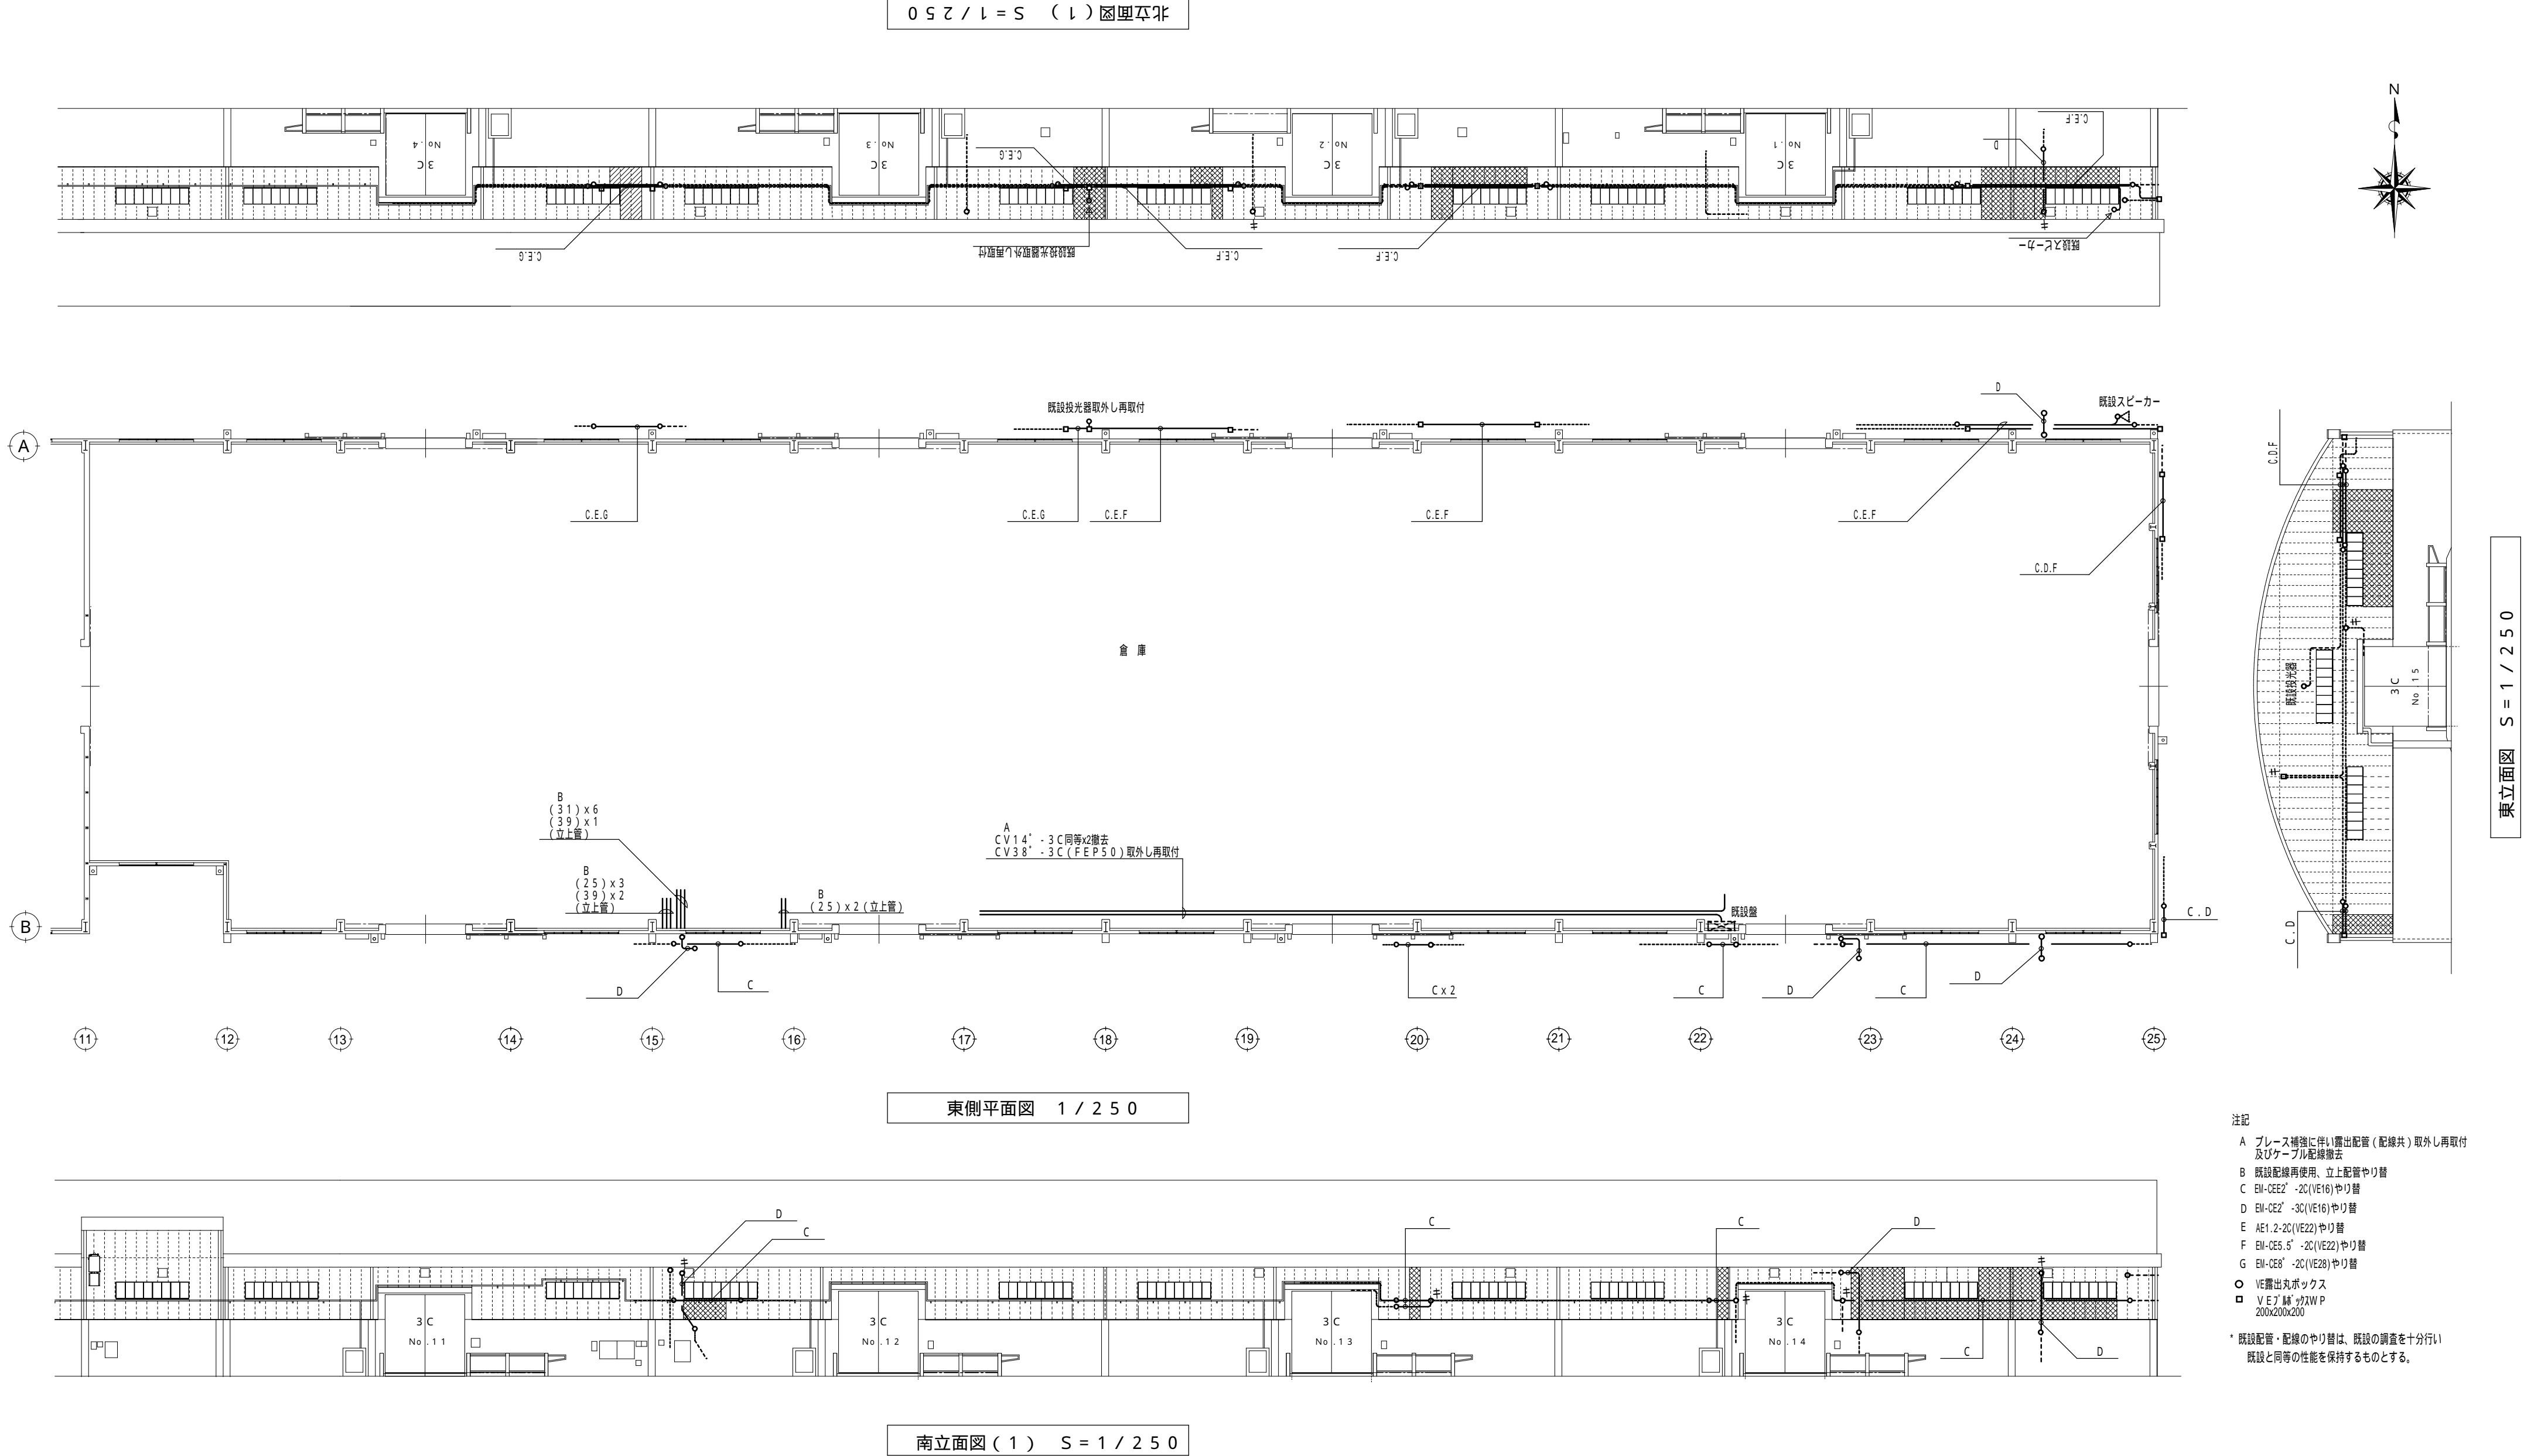 北立面図(1) S=1/250
N
3C
No.4
3C
No.3
3C
No.2
3C
No.1
C.E.G
D
C.E.F
C.E.G
既設投光器取外し再取付
C.E.F
C.E.F
既設スピーカー
A
既設投光器取外し再取付
D
既設スピーカー
C.E.G
C.E.G
C.E.F
C.E.F
C.E.F
C.D.F
倉 庫
B
(31)x6
(39)x1
(立上管)
B
(25)x3
(39)x2
(立上管)
B
(25)x2(立上管)
A
CV14゜-3C同等x2撤去
CV38゜-3C(FEP50)取外し再取付
既設盤
B
D
C
Cx2
C
D
C
D
C.D
11
12
13
14
15
16
17
18
19
20
21
22
23
24
25
東側平面図 1/250
C.D.F
既設投光器
3C
No.15
C.D
東立面図 S=1/250
D
C
C
C
D
C
D
3C
No.11
3C
No.12
3C
No.13
3C
No.14
南立面図(1) S=1/250
注記
A ブレース補強に伴い露出配管(配線共)取外し再取付
及びケーブル配線撤去
B 既設配線再使用、立上配管やり替
C EM-CEE2゜-2C(VE16)やり替
D EM-CE2゜-3C(VE16)やり替
E AE1.2-2C(VE22)やり替
F EM-CE5.5゜-2C(VE22)やり替
G EM-CE8゜-2C(VE28)やり替
VE露出丸ボックス
VEプルボックスWP
200x200x200
* 既設配管・配線のやり替は、既設の調査を十分行い
既設と同等の性能を保持するものとする。